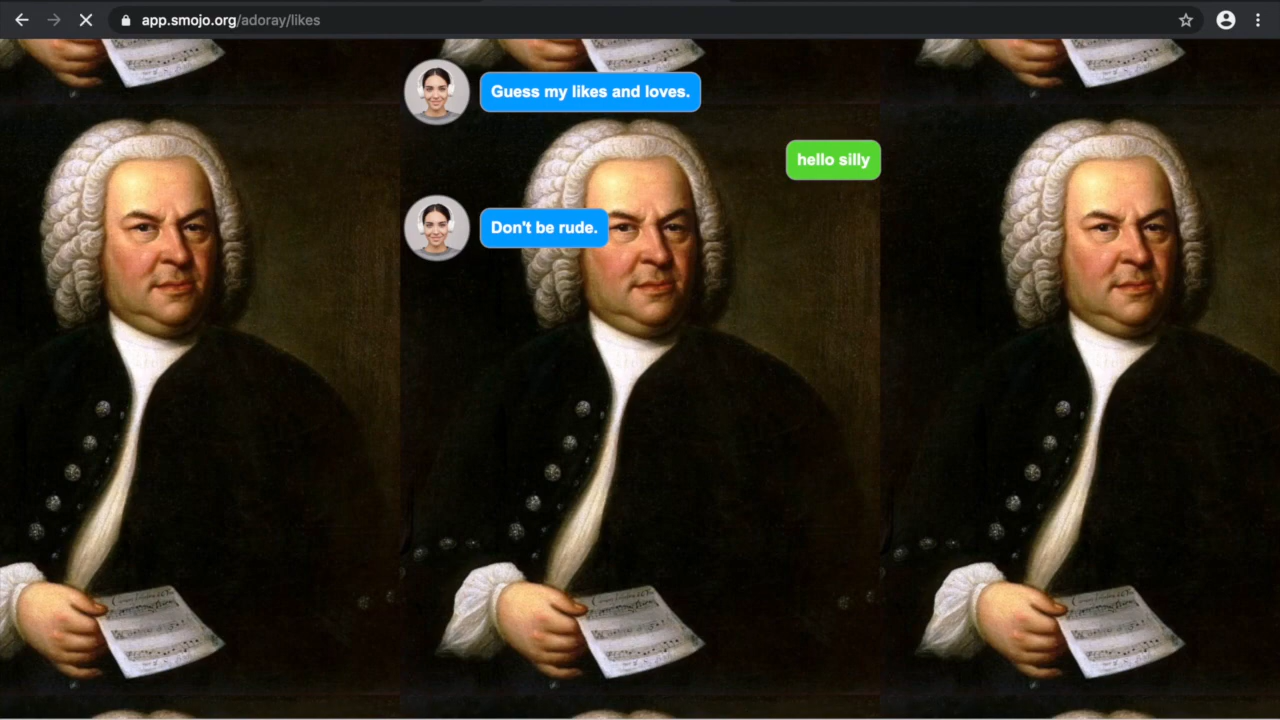 app.smojo.org/adoray/likes
Guess my likes and loves.
hello silly
Don't be rude.